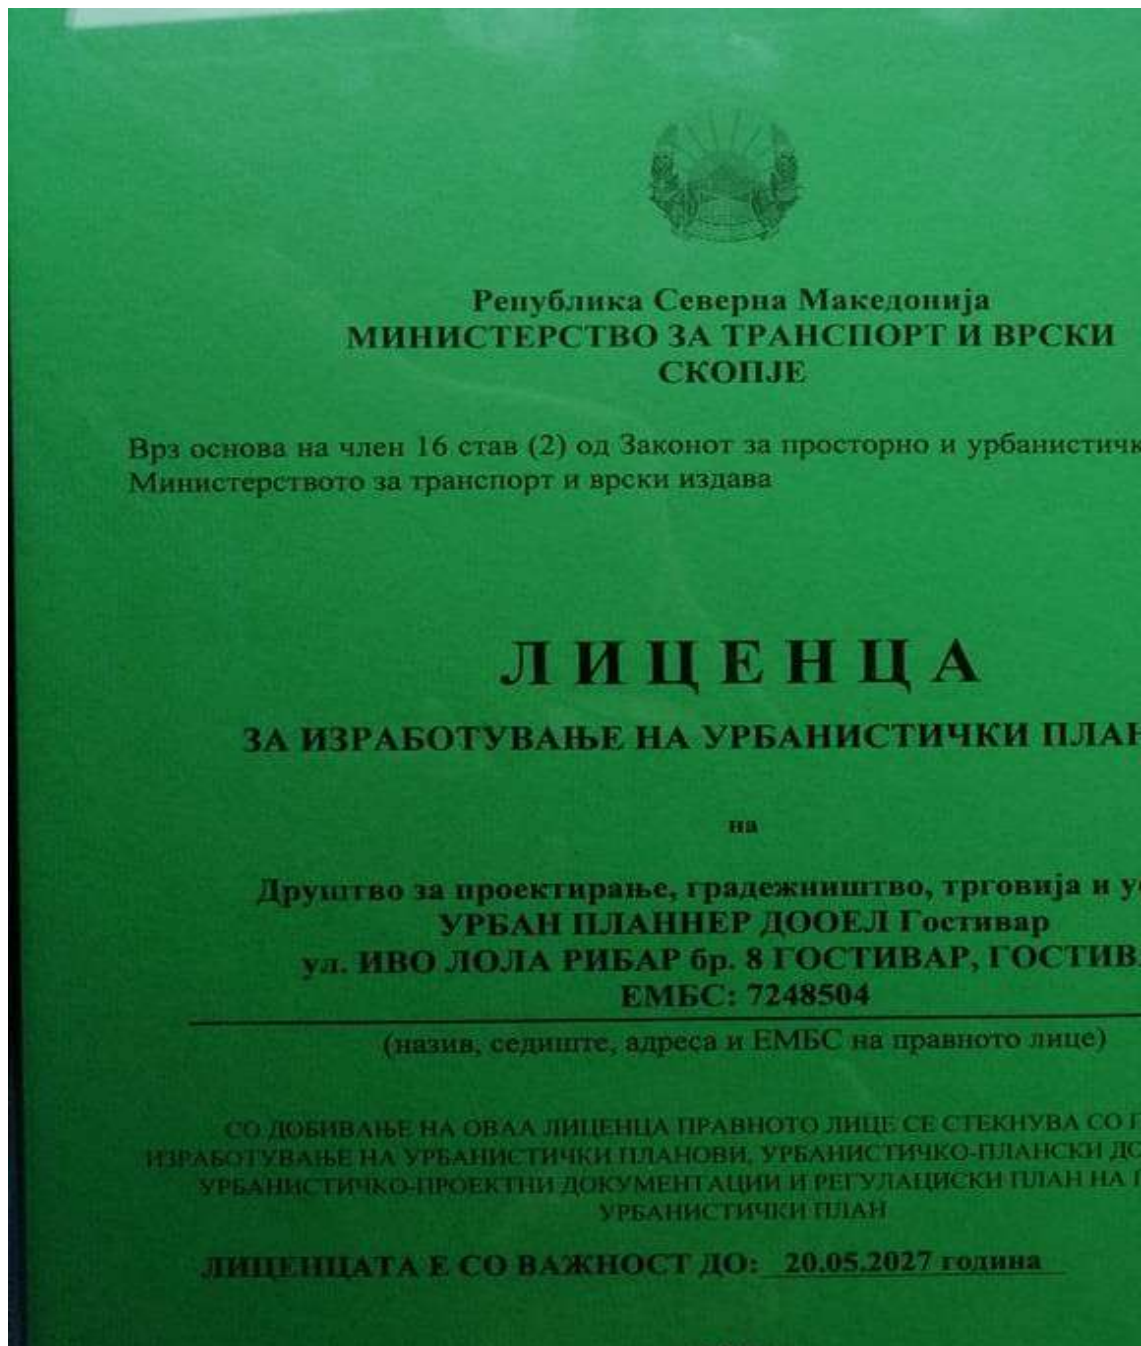 Република Северна Македонија
МИНИСТЕРСТВО ЗА ТРАНСПОРТ И ВРСКИ
СКОПЈЕ
Врз основа на член 16 став (2) од Законот за просторно и урбанистичк
Министерството за транспорт и врски издава
ЛИЦЕНЦА
ЗА ИЗРАБОТУВАЊЕ НА УРБАНИСТИЧКИ ПЛАН
на
Друштво за проектирање, градежништво, трговија и у
УРБАН ПЛАННЕР ДООЕЛ Гостивар
ул. ИВО ЛОЛА РИБАР бр. 8 ГОСТИВАР, ГОСТИВ
ЕМБС: 7248504
(назив, седиште, адреса и ЕМБС на правното лице)
СО ДОБИВАЊЕ НА ОВАА ЛИЦЕНЦА ПРАВНОТО ЛИЦЕ СЕ СТЕКНУВА СО
ИЗРАБОТУВАЊЕ НА УРБАНИСТИЧКИ ПЛАНОВИ, УРБАНИСТИЧКО-ПЛАНСКИ ДО
УРБАНИСТИЧКО-ПРОЕКТНИ ДОКУМЕНТАЦИИ И РЕГУЛАЦИСКИ ПЛАН НА
УРБАНИСТИЧКИ ПЛАН
ЛИЦЕНЦАТА Е СО ВАЖНОСТ ДО: 20.05.2027 година